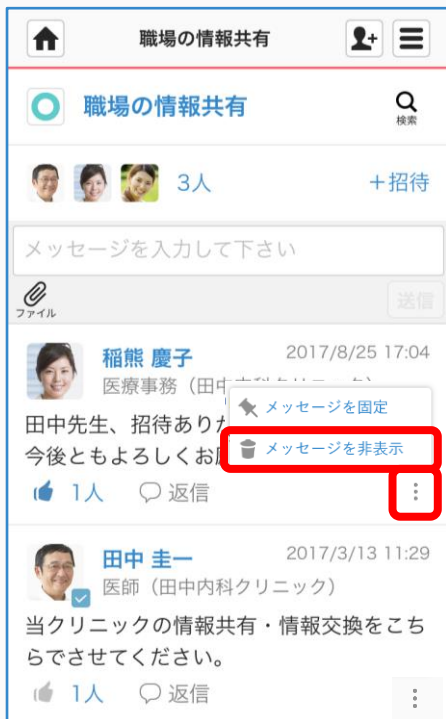 職場の情報共有
職場の情報共有
検索
3人
＋招待
メッセージを入力して下さい
ファイル
送信
稲熊 慶子
2017/8/25 17:04
医療事務（田中内科クリニック）
メッセージを固定
田中先生、招待あり
メッセージを非表示
今後ともよろしくお
1人
返信
田中 圭一
2017/3/13 11:29
医師（田中内科クリニック）
当クリニックの情報共有・情報交換をこち
らでさせてください。
1人
返信